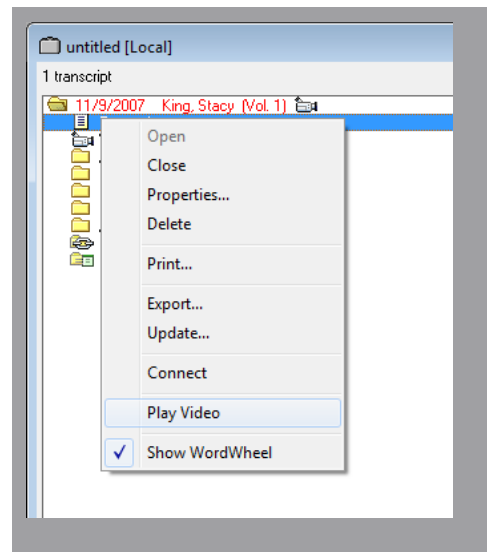 untitled [Local]
1 transcript
11/9/2007 King, Stacy (Vol. 1)
Open
Close
Properties...
Delete
Print...
Export...
Update...
Connect
Play Video
Show WordWheel